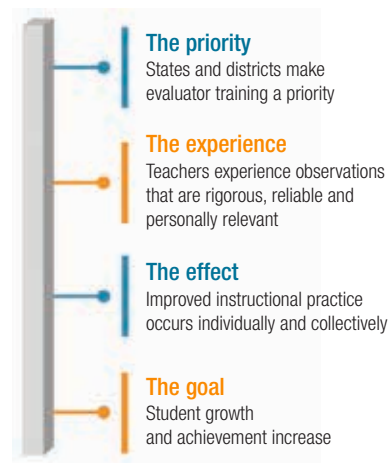 The priority
States and districts make
evaluator training a priority
The experience
Teachers experience observations
that are rigorous, reliable and
personally relevant
The effect
Improved instructional practice
occurs individually and collectively
The goal
Student growth
and achievement increase